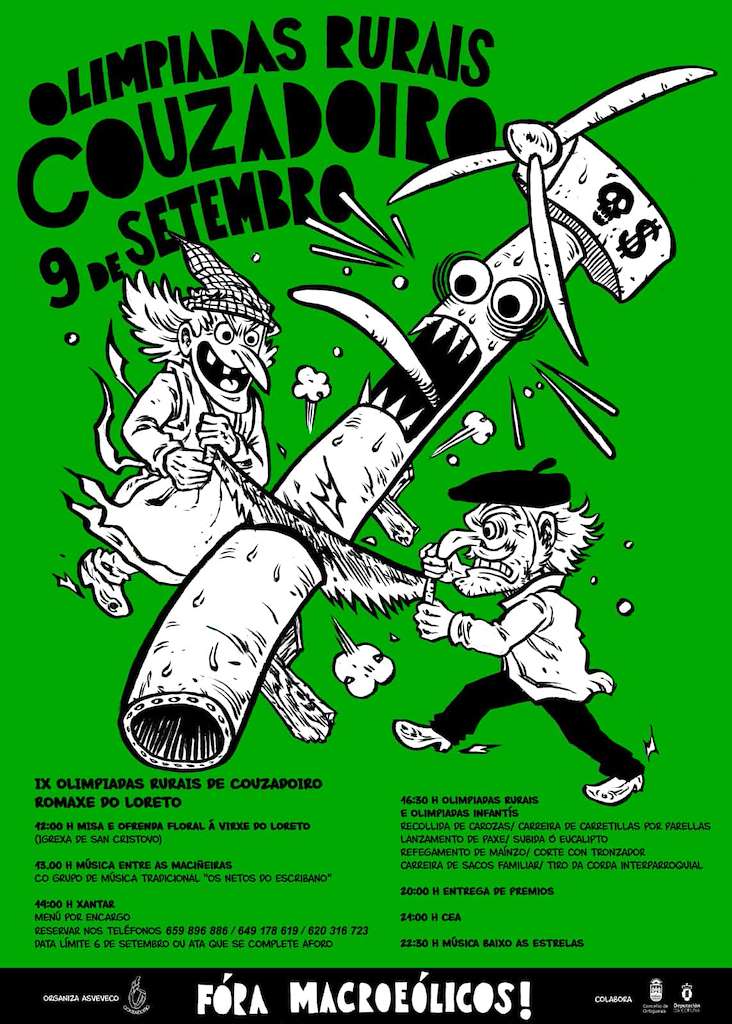 OLIMPIADAS RURAIS
COUZADOIRO
9 DE SETEMBRO
$
IX OLIMPIADAS RURAIS DE COUZADOIRO
ROMAXE DO LORETO
12:00 H MISA E OFRENDA FLORAL Á VIRXE DO LORETO
(IGREXA DE SAN CRISTOVO)
13.00 H MÚSICA ENTRE AS MACIÑEIRAS
CO GRUPO DE MÚSICA TRADICIONAL "OS NETOS DO ESCRIBANO"
14:00 H XANTAR
MENÚ POR ENCARGO
RESERVAR NOS TELÉFONOS 659 896 886 / 649 178 619 / 620 316 723
DATA LÍMITE 6 DE SETEMBRO OU ATA QUE SE COMPLETE AFORO
16:30 H OLIMPIADAS RURAIS
E OLIMPIADAS INFANTÍS
RECOLLIDA DE CAROZAS/ CARREIRA DE CARRETILLAS POR PARELLAS
LANZAMENTO DE PAXE/ SUBIDA Ó EUCALIPTO
REFEGAMENTO DE MAÍNZO/ CORTE CON TRONZADOR
CARREIRA DE SACOS FAMILIAR/ TIRO DA CORDA INTERPARROQUIAL
20:00 H ENTREGA DE PREMIOS
21:00 H CEA
22:30 H MÚSICA BAIXO AS ESTRELAS
ORGANIZA ASVEVECO
FÓRA MACROEÓLICOS!
COLABORA
Concello de
Ortigueira
Deputación
DA CORUÑA